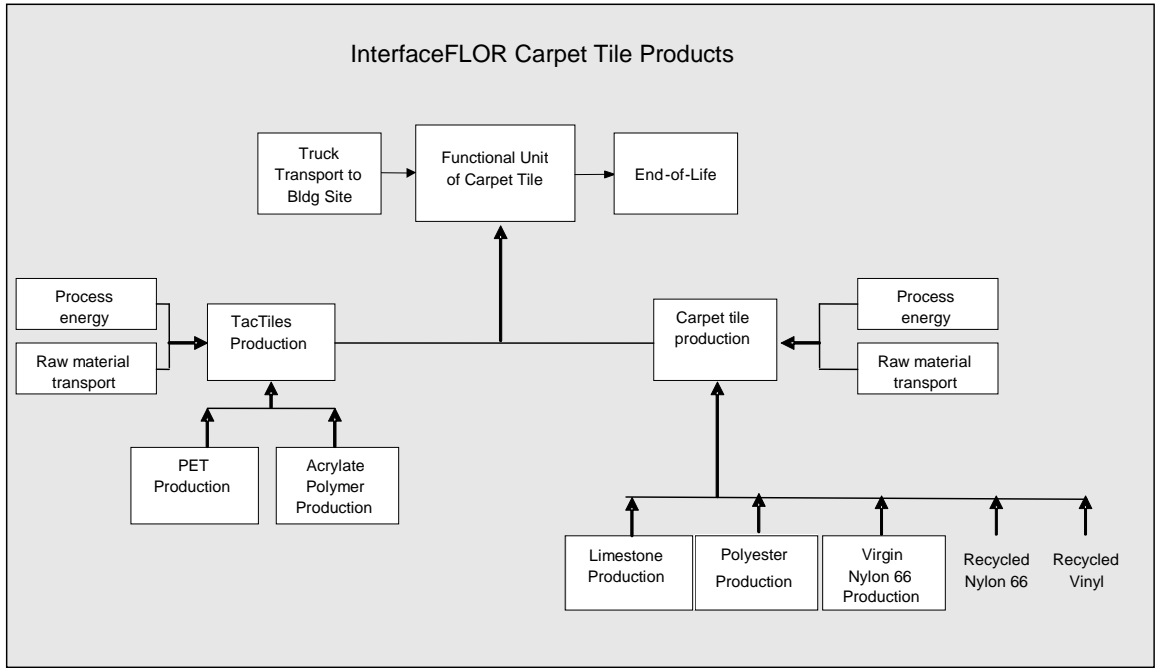 InterfaceFLOR Carpet Tile Products
Truck
Transport to
Bldg Site
Functional Unit
of Carpet Tile
End-of-Life
Process
energy
Raw material
transport
TacTiles
Production
Carpet tile
production
Process
energy
Raw material
transport
PET
Production
Acrylate
Polymer
Production
Limestone
Production
Polyester
Production
Virgin
Nylon 66
Production
Recycled
Nylon 66
Recycled
Vinyl